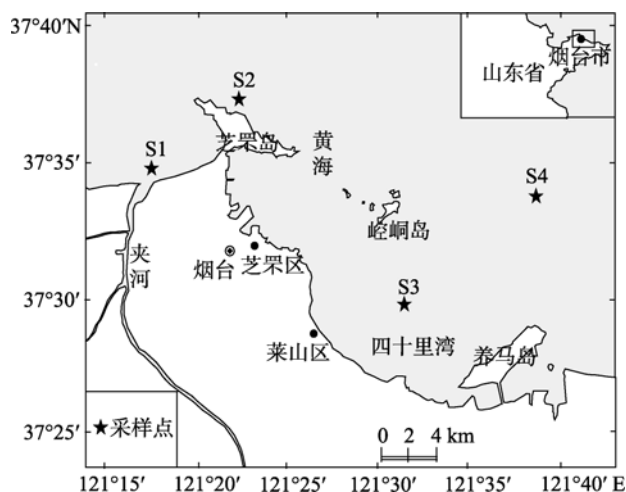 37°40′N
S2
烟台市
山东省
芝罘岛
黄海
S1
37°35′
S4
崆峒岛
夹河
烟台
芝罘区
37°30′
S3
莱山区
四十里湾
养马岛
★采样点
37°25′
0 2 4 km
121°15′ 121°20′ 121°25′ 121°30′ 121°35′ 121°40′ E